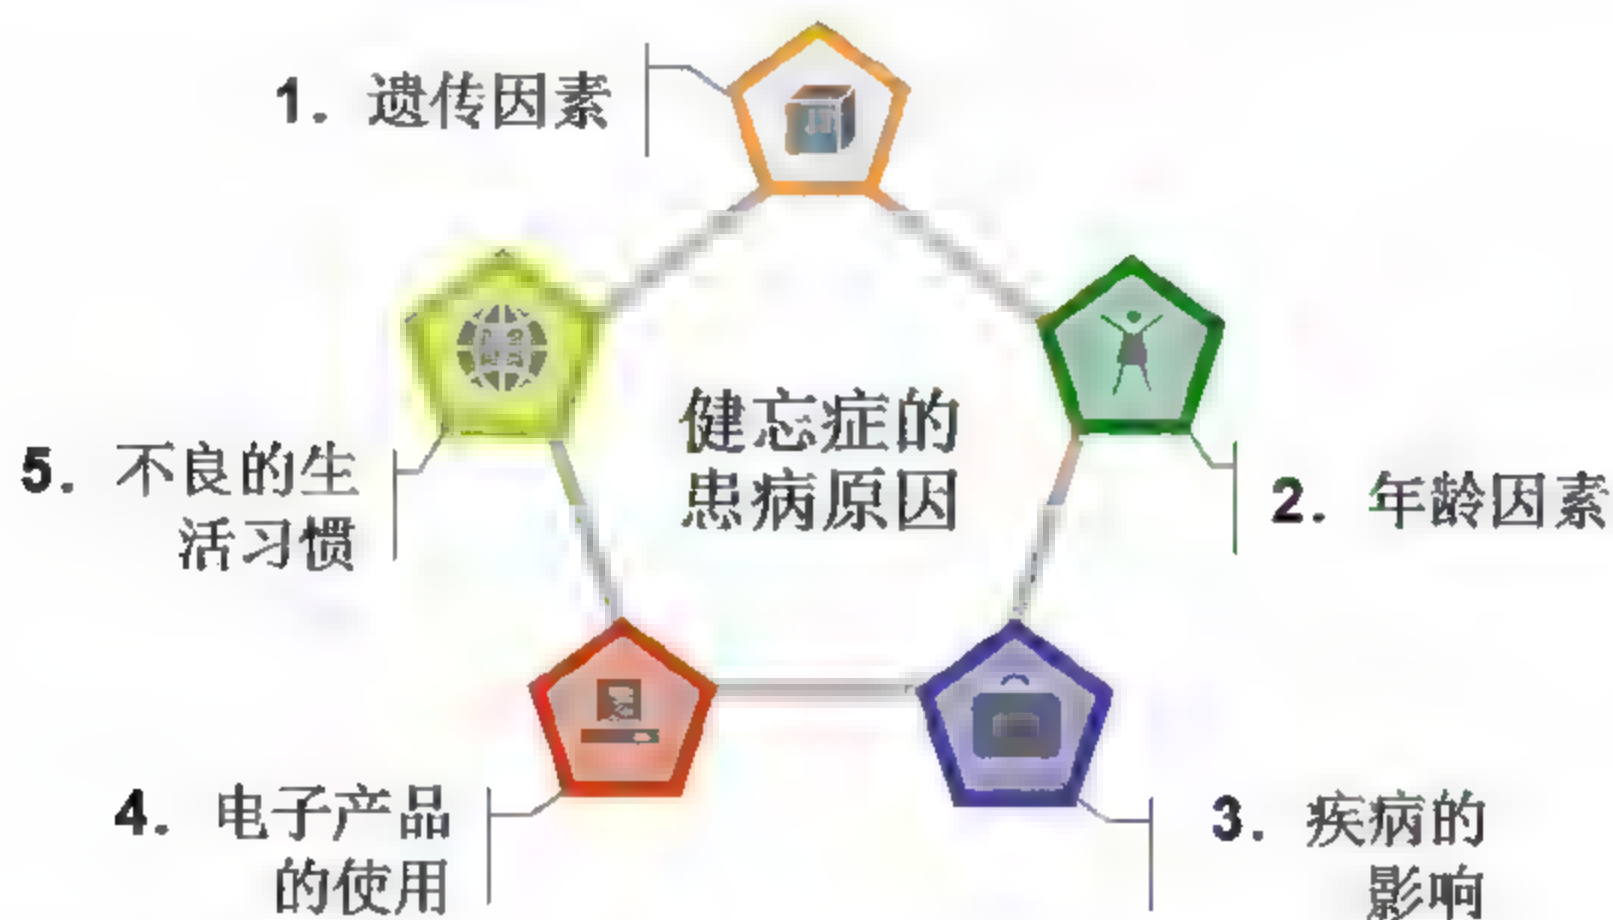 1. 遗传因素
健忘症的
患病原因
2. 年龄因素
3. 疾病的
影响
4. 电子产品
的使用
5. 不良的生
活习惯